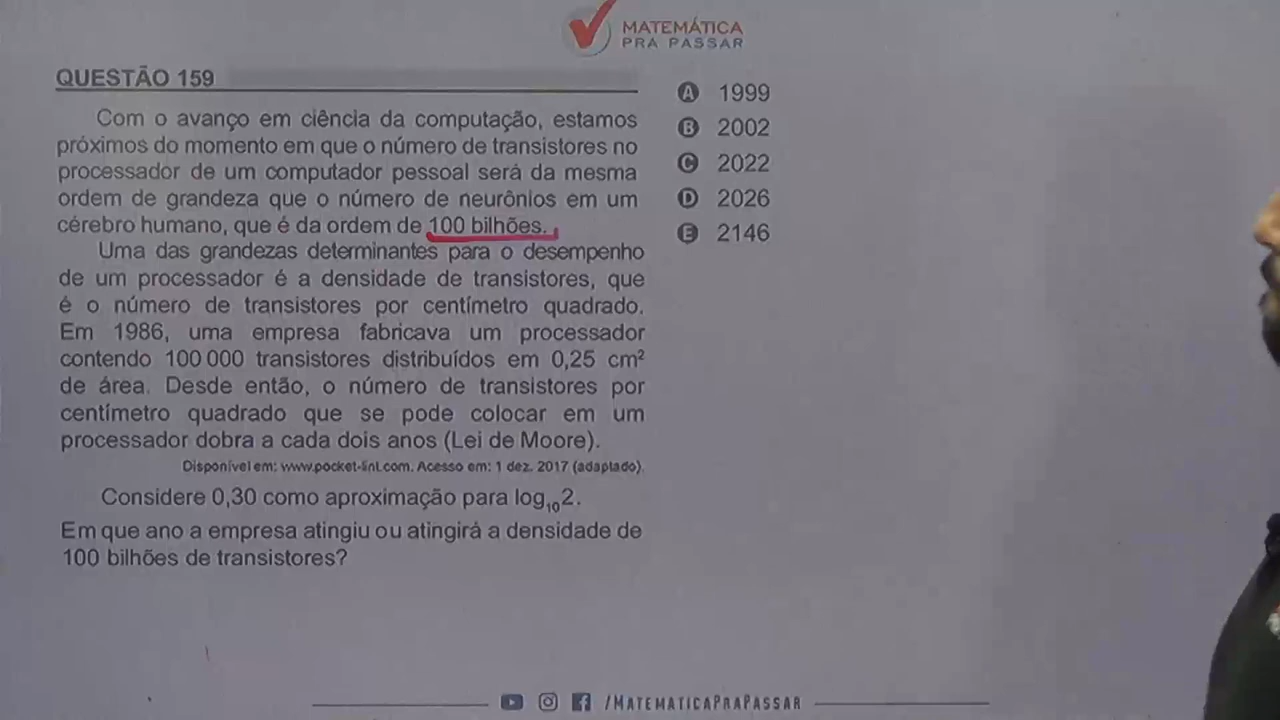 MATEMÁTICA
PRA PASSAR
QUESTÃO 159
Com o avanço em ciência da computação, estamos
próximos do momento em que o número de transistores no
processador de um computador pessoal será da mesma
ordem de grandeza que o número de neurônios em um
cérebro humano, que é da ordem de 100 bilhões.
Uma das grandezas determinantes para o desempenho
de um processador é a densidade de transistores, que
é o número de transistores por centímetro quadrado.
Em 1986, uma empresa fabricava um processador
contendo 100 000 transistores distribuídos em 0,25 cm²
de área. Desde então, o número de transistores por
centímetro quadrado que se pode colocar em um
processador dobra a cada dois anos (Lei de Moore).
Disponível em: www.pocket-lint.com. Acesso em: 1 dez. 2017 (adaptado).
Considere 0,30 como aproximação para log₁₀2.
Em que ano a empresa atingiu ou atingirá a densidade de
100 bilhões de transistores?
A 1999
B 2002
C 2022
D 2026
E 2146
/MATEMATICAPRAPASSAR